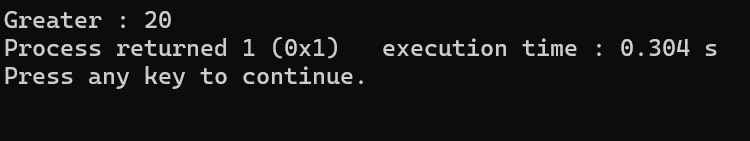 Greater : 20
Process returned 1 (0x1)   execution time : 0.304 s
Press any key to continue.